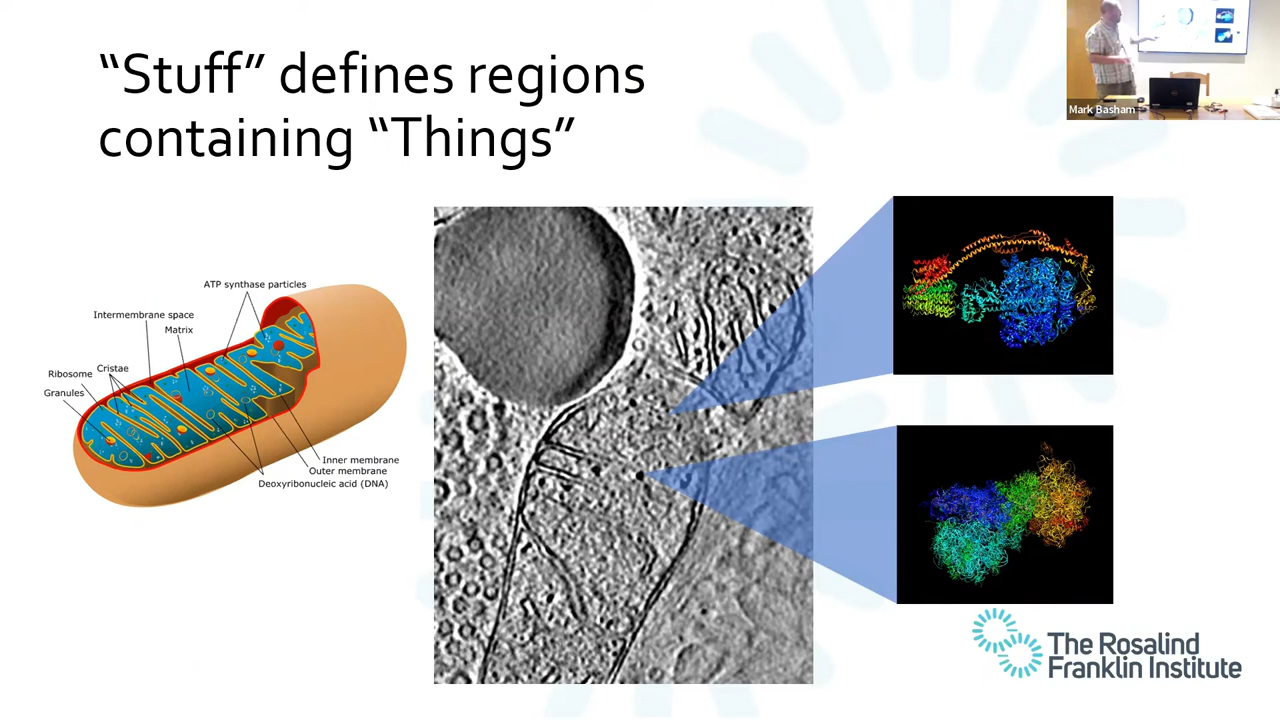 “Stuff” defines regions
containing “Things”
Mark Basham
ATP synthase particles
Intermembrane space
Matrix
Ribosome
Cristae
Granules
Inner membrane
Outer membrane
Deoxyribonucleic acid (DNA)
The Rosalind
Franklin Institute